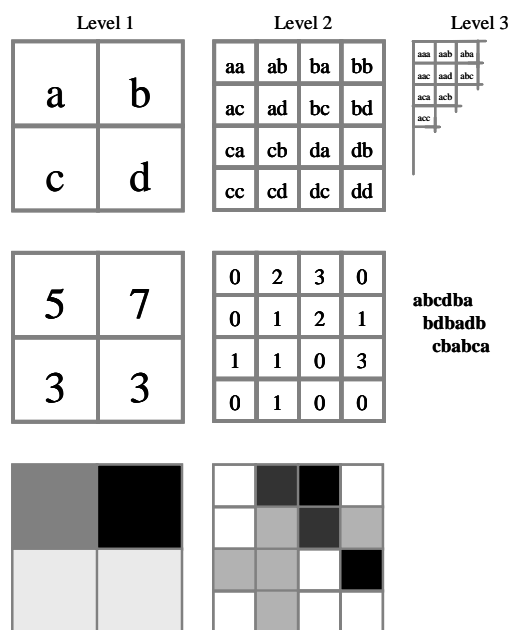 Level 1 Level 2 Level 3
a b
c d
aa ab ba bb
ac ad bc bd
ca cb da db
cc cd dc dd
aaa aab aba
aac aad abc
aca acb
acc
5 7
3 3
0 2 3 0
0 1 2 1
1 1 0 3
0 1 0 0
abcdba
bdbadb
cbabca